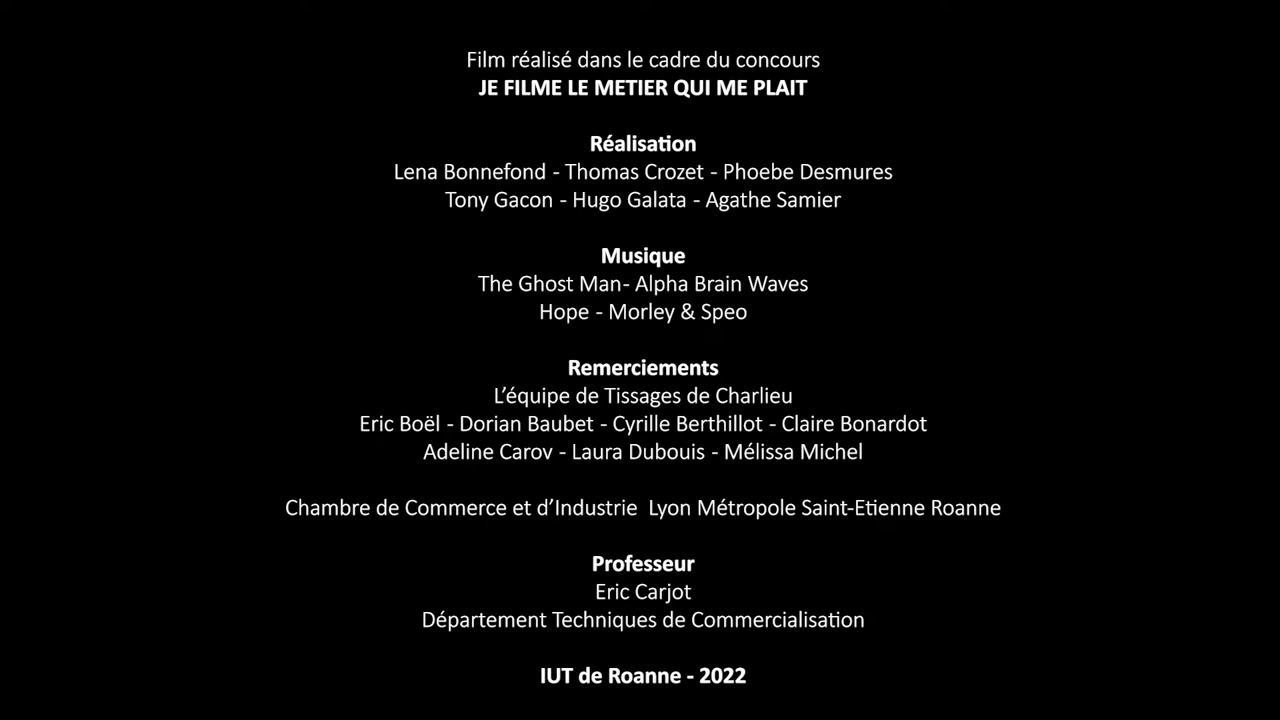 Film réalisé dans le cadre du concours
JE FILME LE METIER QUI ME PLAIT
Réalisation
Lena Bonnefond - Thomas Crozet - Phoebe Desmures
Tony Gacon - Hugo Galata - Agathe Samier
Musique
The Ghost Man- Alpha Brain Waves
Hope - Morley & Speo
Remerciements
L'équipe de Tissages de Charlieu
Eric Boël - Dorian Baubet - Cyrille Berthillot - Claire Bonardot
Adeline Carov - Laura Dubouis - Mélissa Michel
Chambre de Commerce et d'Industrie  Lyon Métropole Saint-Etienne Roanne
Professeur
Eric Carjot
Département Techniques de Commercialisation
IUT de Roanne - 2022